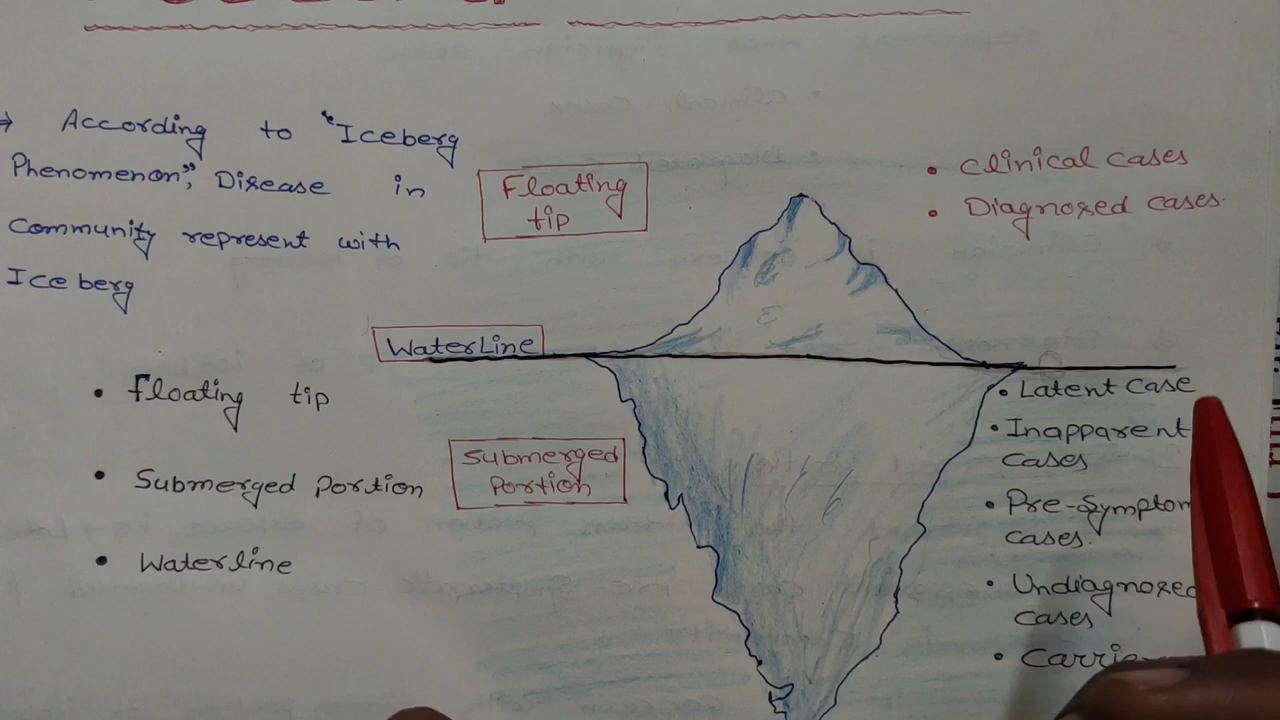 → According to "Iceberg
Phenomenon", Disease in
Community represent with
Iceberg
• Floating tip
• Submerged Portion
• Waterline
Floating
tip
WaterLine
Submerged
Portion
• Clinical cases
• Diagnosed cases.
• Latent Case
• Inapparent
cases
• Pre-Symptom
cases.
• Undiagnosed
cases